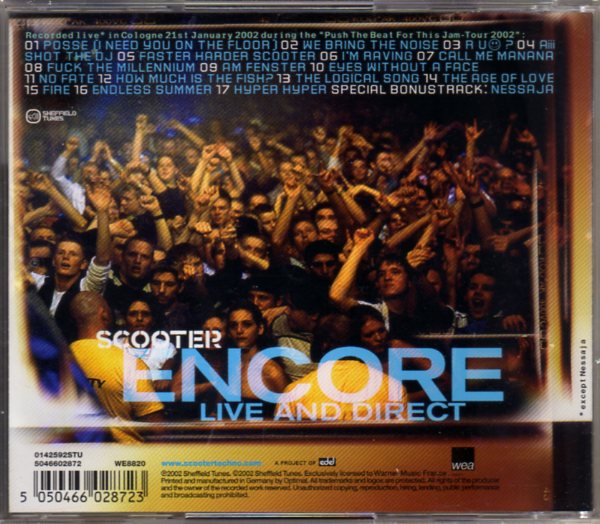 Recorded live* in Cologne 21st January 2002 during the "Push The Beat For This Jam-Tour 2002":
01 POSSE (I NEED YOU ON THE FLOOR) 02 WE BRING THE NOISE 03 R U ☺? 04 Aiii
SHOT THE DJ 05 FASTER HARDER SCOOTER 06 I'M RAVING 07 CALL ME MANANA
08 FUCK THE MILLENNIUM 09 AM FENSTER 10 EYES WITHOUT A FACE
11 NO FATE 12 HOW MUCH IS THE FISH? 13 THE LOGICAL SONG 14 THE AGE OF LOVE
15 FIRE 16 ENDLESS SUMMER 17 HYPER HYPER SPECIAL BONUSTRACK: NESSAJA
SHEFFIELD
TUNES
SCOOTER
ENCORE
LIVE AND DIRECT
* except Nessaja
0142592STU
5046602872
WE8820
5 050466 028723
www.scootertechno.com
A PROJECT OF edel
wea
℗2002 Sheffield Tunes. ©2002 Sheffield Tunes. Exclusively licensed to Warner Music France
Printed and manufactured in Germany by Optimal. All trademarks and logos are protected. All rights of the producer
and the owner of the recorded work reserved. Unauthorized copying, reproduction, hiring, lending, public performance
and broadcasting prohibited.